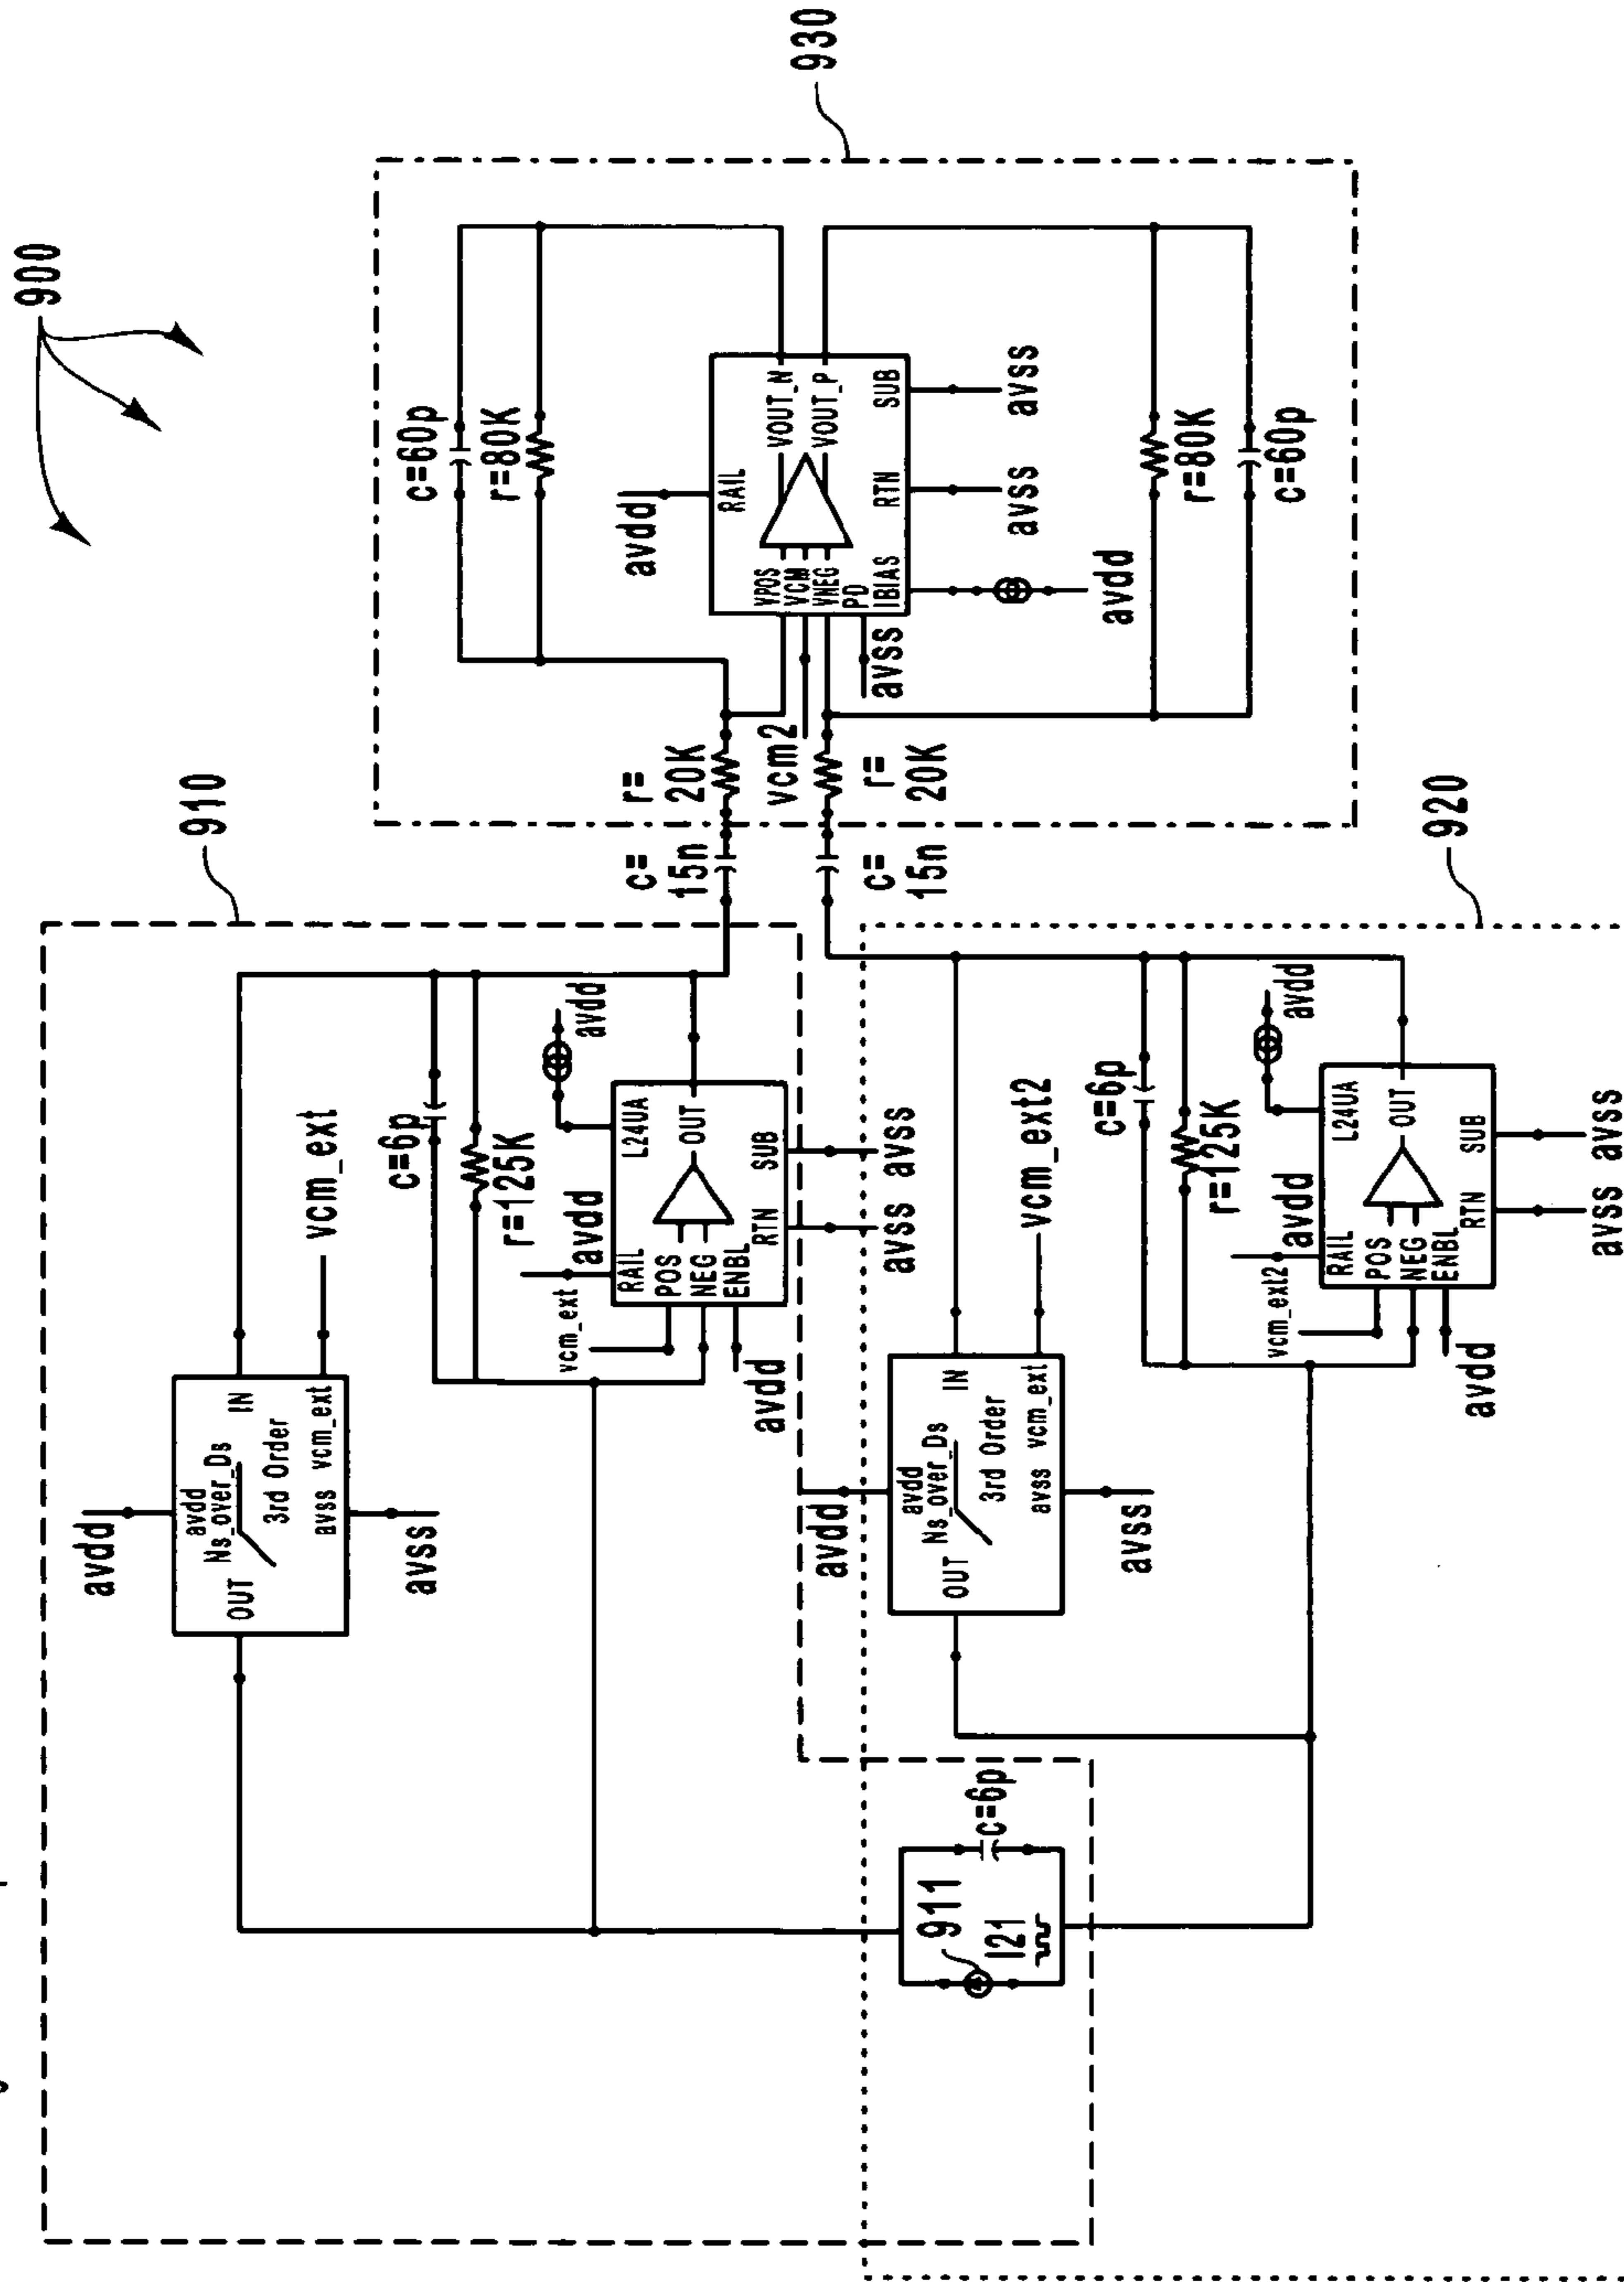 900
910
avdd
avdd
Ns_over_Ds
OUT
IN
3rd Order
avss vcm_ext
avss
vcm_ext
c=6p
r=125K
avdd
avdd
RAIL
L24UA
vcm_ext
POS
NEG
ENBL
OUT
RTN
SUB
avdd
avss
avss
c=
15n
c=
15n
930
r=
20K
vcm2
r=
20K
c=60p
r=80K
avdd
RAIL
VPOS
VCM
VNEG
PD
IBIAS
VOUT_N
VOUT_P
RTN
SUB
avss
avdd
avss
avss
r=80K
c=60p
920
avdd
avdd
Ns_over_Ds
OUT
IN
3rd Order
avss vcm_ext
avss
vcm_ext2
911
I21
c=6p
c=6p
r=125K
avdd
avdd
RAIL
L24UA
vcm_ext2
POS
NEG
ENBL
OUT
RTN
SUB
avdd
avss
avss